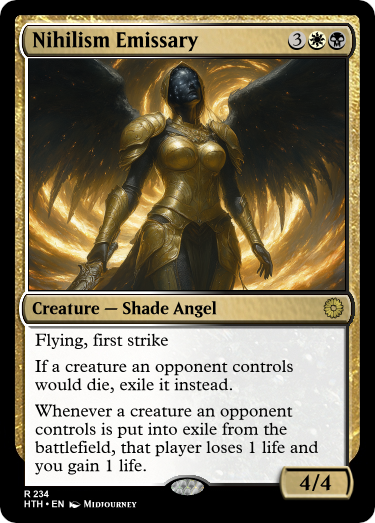 Nihilism Emissary 3
Creature — Shade Angel
Flying, first strike
If a creature an opponent controls
would die, exile it instead.
Whenever a creature an opponent
controls is put into exile from the
battlefield, that player loses 1 life and
you gain 1 life.
4/4
R 234
HTH • EN Midjourney